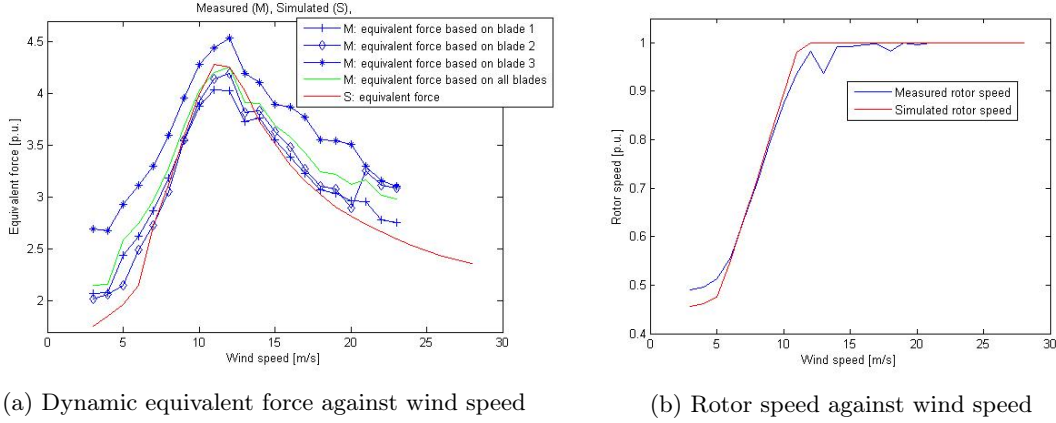 Measured (M), Simulated (S),
M: equivalent force based on blade 1
M: equivalent force based on blade 2
M: equivalent force based on blade 3
M: equivalent force based on all blades
S: equivalent force
Equivalent force [p.u.]
4.5
4
3.5
3
2.5
2
0 5 10 15 20 25 30
Wind speed [m/s]
(a) Dynamic equivalent force against wind speed
Measured rotor speed
Simulated rotor speed
Rotor speed [p.u.]
1
0.9
0.8
0.7
0.6
0.5
0.4
0 5 10 15 20 25 30
Wind speed [m/s]
(b) Rotor speed against wind speed